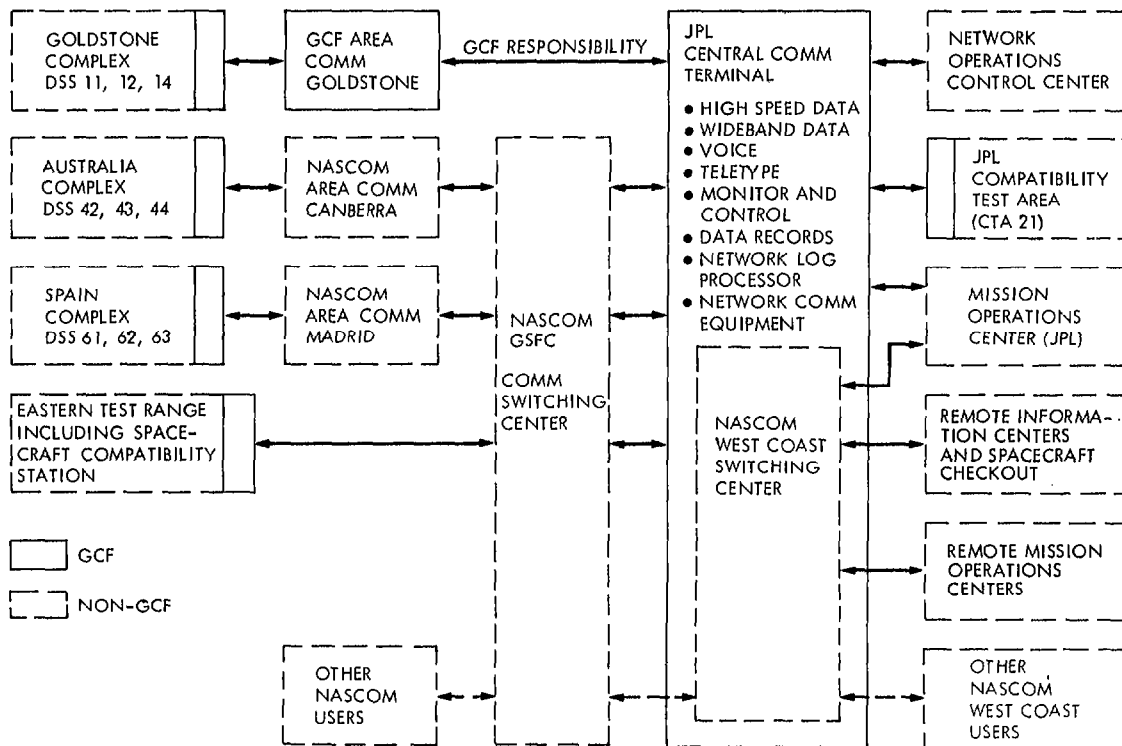 GOLDSTONE
COMPLEX
DSS 11, 12, 14
GCF AREA
COMM
GOLDSTONE
GCF RESPONSIBILITY
JPL
CENTRAL COMM
TERMINAL
• HIGH SPEED DATA
• WIDEBAND DATA
• VOICE
• TELETYPE
• MONITOR AND
CONTROL
• DATA RECORDS
• NETWORK LOG
PROCESSOR
• NETWORK COMM
EQUIPMENT
NETWORK
OPERATIONS
CONTROL CENTER
AUSTRALIA
COMPLEX
DSS 42, 43, 44
NASCOM
AREA COMM
CANBERRA
JPL
COMPATIBILITY
TEST AREA
(CTA 21)
SPAIN
COMPLEX
DSS 61, 62, 63
NASCOM
AREA COMM
MADRID
NASCOM
GSFC
COMM
SWITCHING
CENTER
MISSION
OPERATIONS
CENTER (JPL)
EASTERN TEST RANGE
INCLUDING SPACE-
CRAFT COMPATIBILITY
STATION
NASCOM
WEST COAST
SWITCHING
CENTER
REMOTE INFORMA-
TION CENTERS
AND SPACECRAFT
CHECKOUT
GCF
NON-GCF
REMOTE MISSION
OPERATIONS
CENTERS
OTHER
NASCOM
USERS
OTHER
NASCOM
WEST COAST
USERS